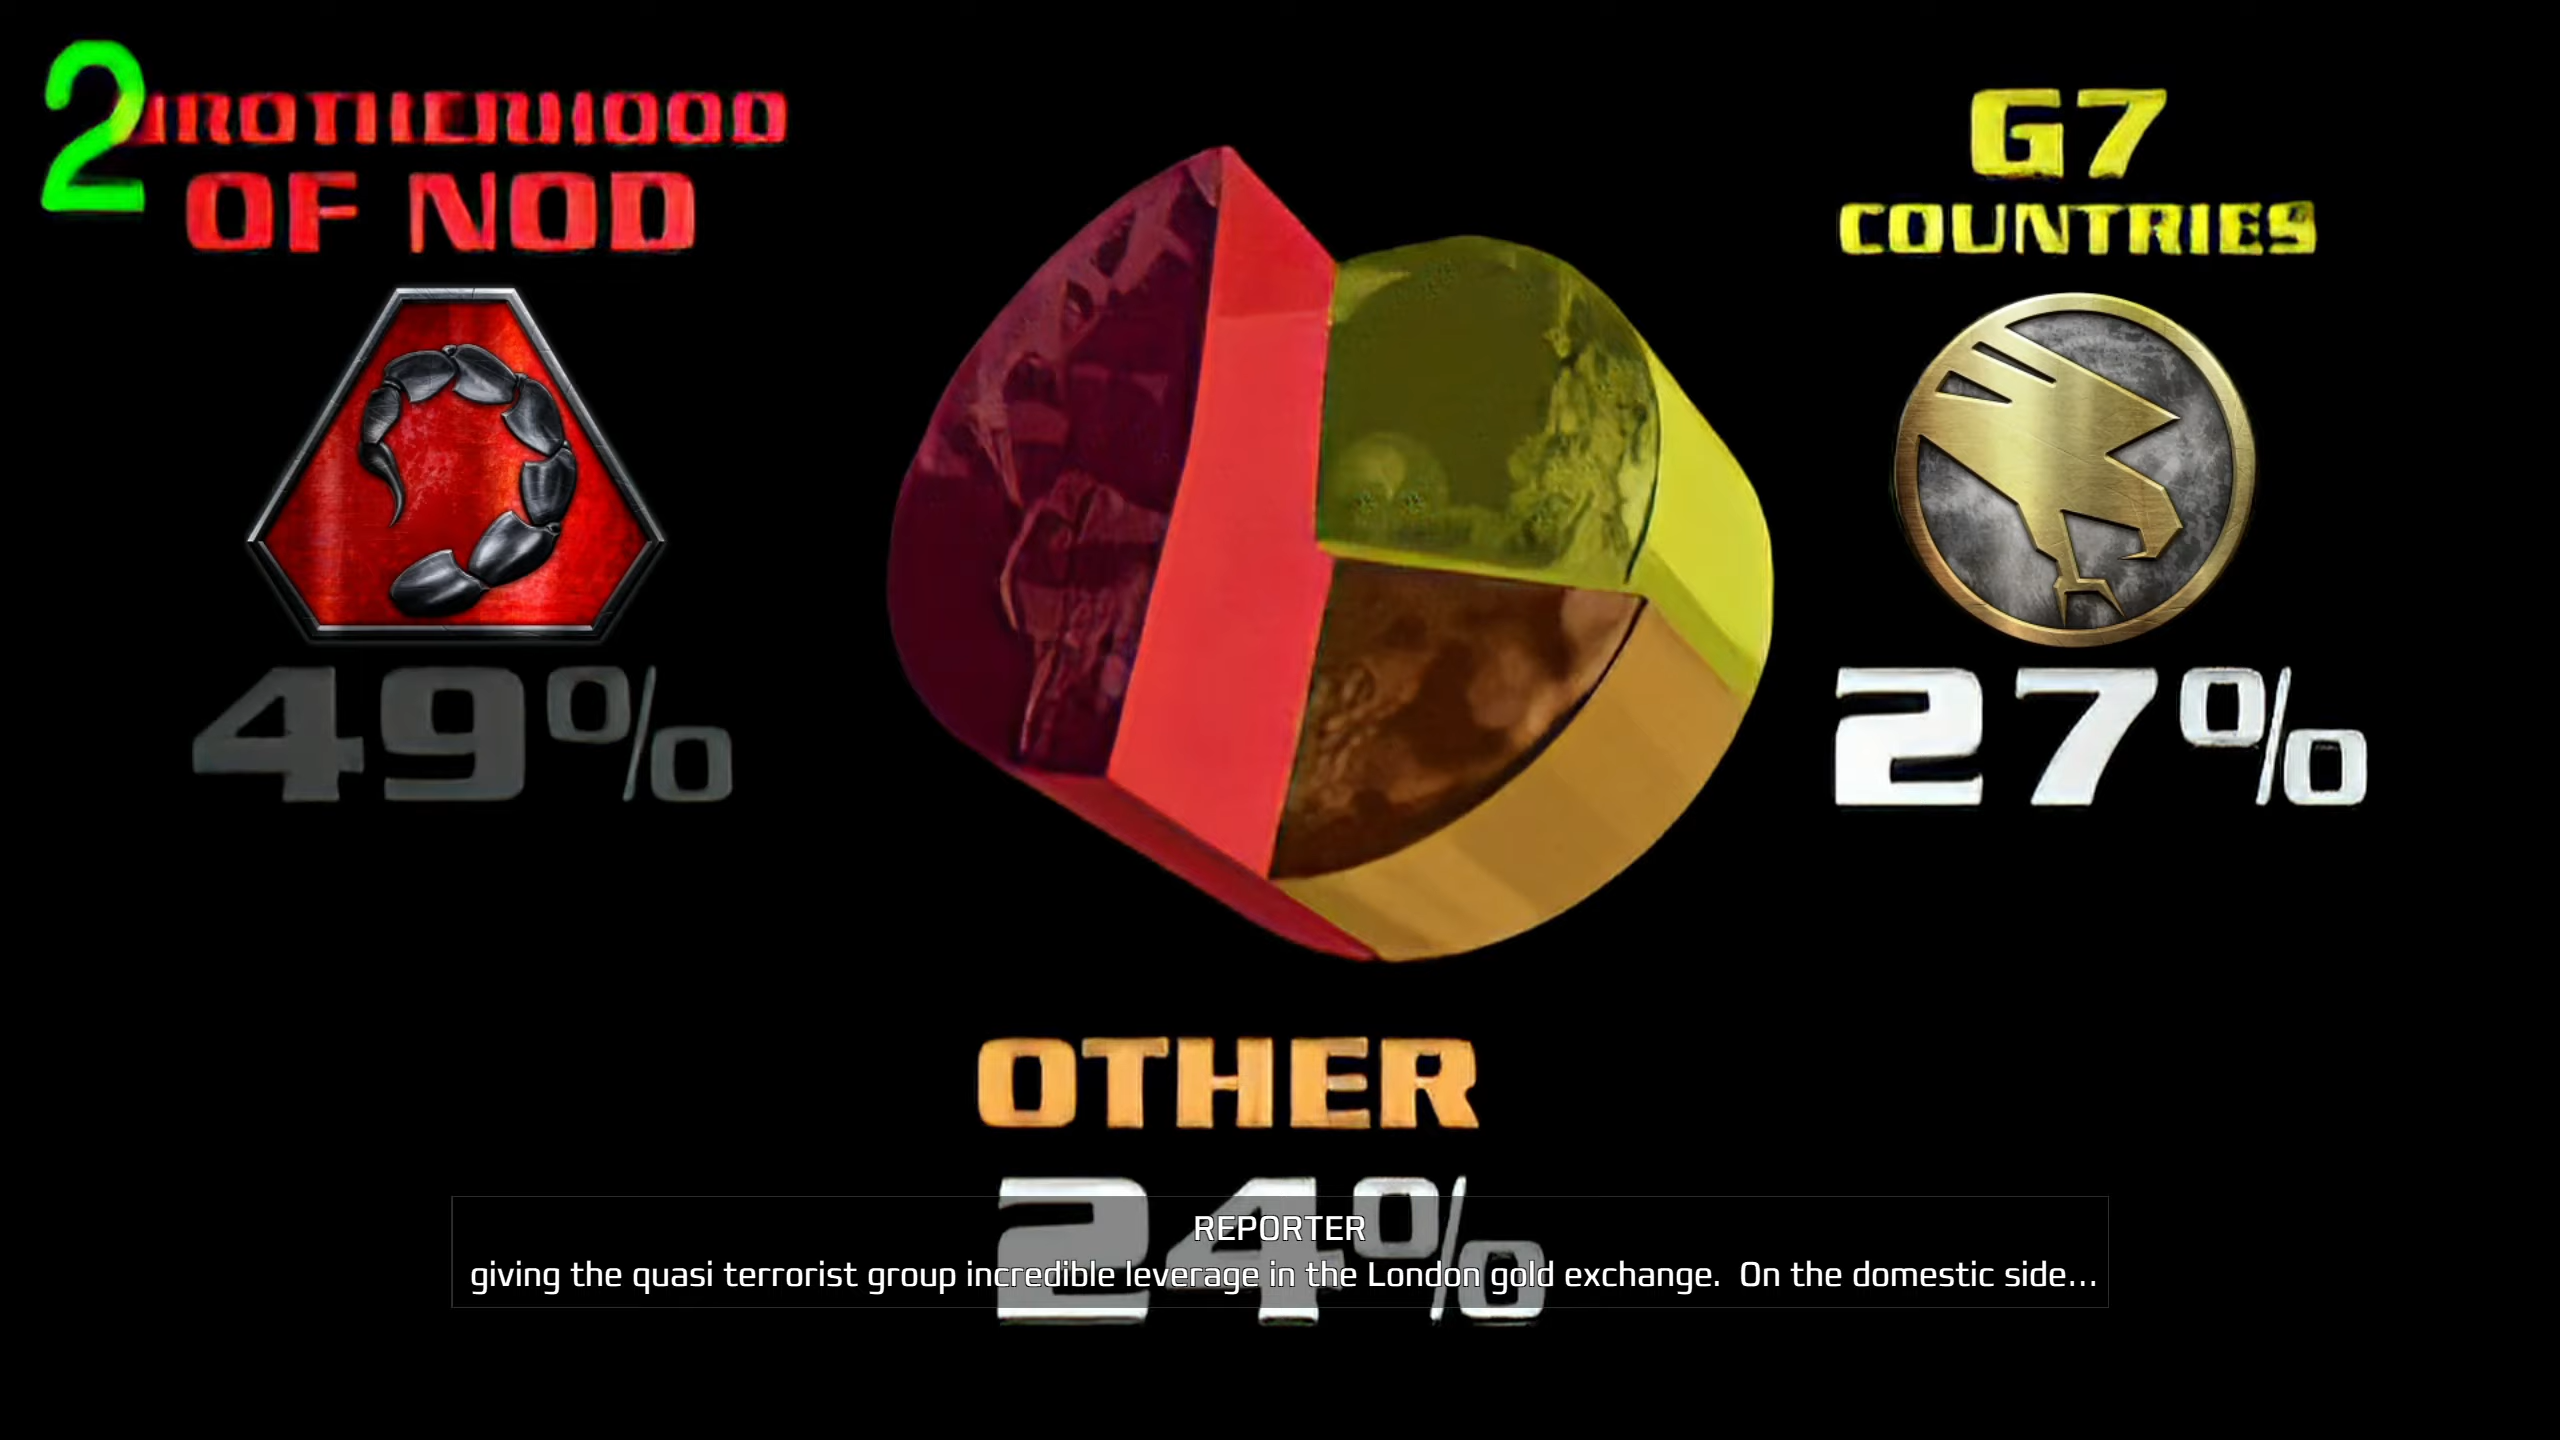 2
BROTHERHOOD
OF NOD
49%
G7
COUNTRIES
27%
OTHER
24%
REPORTER
giving the quasi terrorist group incredible leverage in the London gold exchange.  On the domestic side...